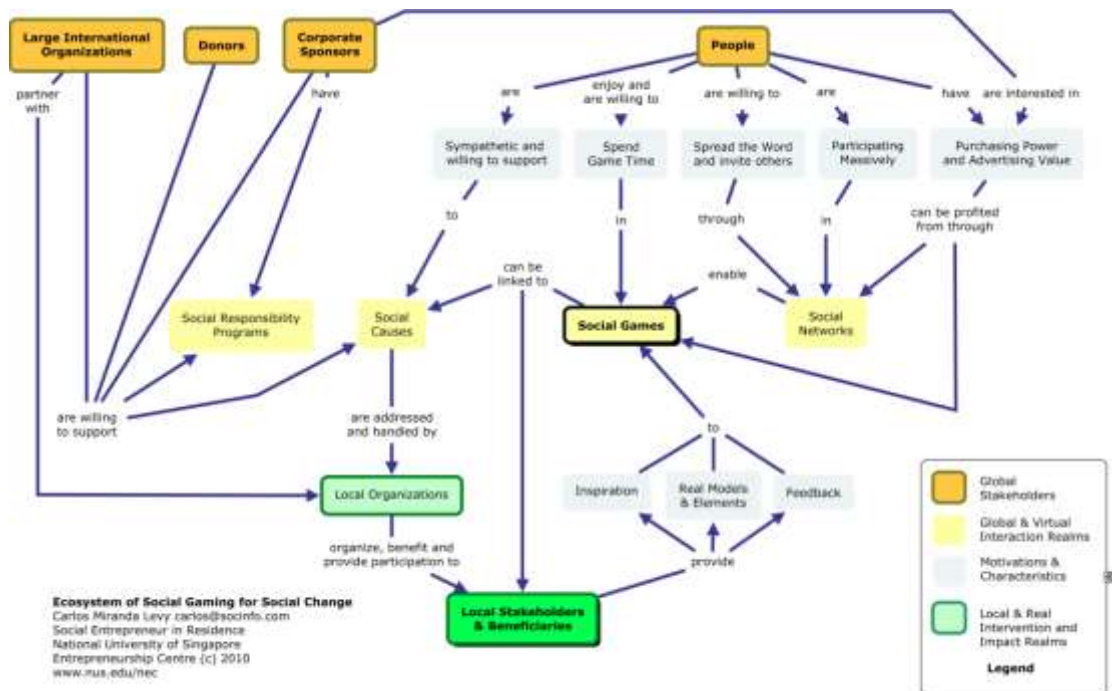 Large International
Organizations
Donors
Corporate
Sponsors
People
partner
with
have
are
enjoy and
are willing to
are willing to
are
have
are interested in
Sympathetic and
willing to support
Spend
Game Time
Spread the Word
and invite others
Participating
Massively
Purchasing Power
and Advertising Value
to
in
through
in
can be profited
from through
can be
linked to
enable
Social Responsibility
Programs
Social
Causes
Social Games
Social
Networks
are willing
to support
are addressed
and handled by
to
Local Organizations
Inspiration
Real Models
& Elements
Feedback
organize, benefit and
provide participation to
provide
Local Stakeholders
& Beneficiaries
Ecosystem of Social Gaming for Social Change
Carlos Miranda Levy carlos@socinfo.com
Social Entrepreneur in Residence
National University of Singapore
Entrepreneurship Centre (c) 2010
www.nus.edu/nec
Global
Stakeholders
Global & Virtual
Interaction Realms
Motivations &
Characteristics
Local & Real
Intervention and
Impact Realms
Legend